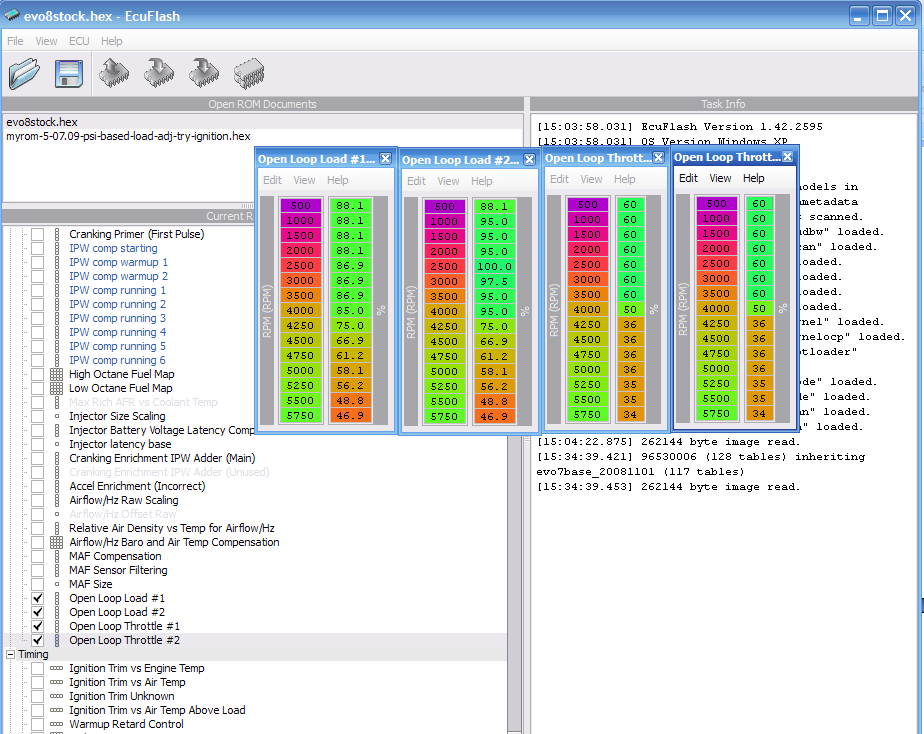 evo8stock.hex - EcuFlash
File View ECU Help
Open ROM Documents
evo8stock.hex
myrom-5-07.09-psi-based-load-adj-try-ignition.hex
Current R
Cranking Primer (First Pulse)
IPW comp starting
IPW comp warmup 1
IPW comp warmup 2
IPW comp running 1
IPW comp running 2
IPW comp running 3
IPW comp running 4
IPW comp running 5
IPW comp running 6
High Octane Fuel Map
Low Octane Fuel Map
Max Rich AFR vs Coolant Temp
Injector Size Scaling
Injector Battery Voltage Latency Comp
Injector latency base
Cranking Enrichment IPW Adder (Main)
Cranking Enrichment IPW Adder (Unused)
Accel Enrichment (Incorrect)
Airflow/Hz Raw Scaling
Airflow/Hz Offset Raw
Relative Air Density vs Temp for Airflow/Hz
Airflow/Hz Baro and Air Temp Compensation
MAF Compensation
MAF Sensor Filtering
MAF Size
Open Loop Load #1
Open Loop Load #2
Open Loop Throttle #1
Open Loop Throttle #2
Timing
Ignition Trim vs Engine Temp
Ignition Trim vs Air Temp
Ignition Trim Unknown
Ignition Trim vs Air Temp Above Load
Warmup Retard Control
Open Loop Load #1...
Edit View Help
RPM (RPM)
500 88.1
1000 88.1
1500 88.1
2000 88.1
2500 86.9
3000 86.9
3500 86.9
4000 85.0
4250 75.0
4500 66.9
4750 61.2
5000 58.1
5250 56.2
5500 48.8
5750 46.9
%
Open Loop Load #2...
Edit View Help
RPM (RPM)
500 88.1
1000 95.0
1500 95.0
2000 95.0
2500 100.0
3000 97.5
3500 95.0
4000 95.0
4250 75.0
4500 66.9
4750 61.2
5000 58.1
5250 56.2
5500 48.8
5750 46.9
%
Open Loop Thrott...
Edit View Help
RPM (RPM)
500 60
1000 60
1500 60
2000 60
2500 60
3000 60
3500 60
4000 50
4250 36
4500 36
4750 36
5000 36
5250 35
5500 35
5750 34
%
Open Loop Thrott...
Edit View Help
RPM (RPM)
500 60
1000 60
1500 60
2000 60
2500 60
3000 60
3500 60
4000 50
4250 36
4500 36
4750 36
5000 36
5250 35
5500 35
5750 34
%
Task Info
[15:03:58.031] EcuFlash Version 1.42.2595
[15:03:58.031] OS Version Windows XP
models in
metadata
s scanned.
ndbw" loaded.
can" loaded.
loaded.
loaded.
loaded.
loaded.
rnel" loaded.
rnelocp" loaded.
otloader"
ode" loaded.
de" loaded.
an" loaded.
n" loaded.
[15:04:22.875] 262144 byte image read.
[15:34:39.421] 96530006 (128 tables) inheriting
evo7base_20081101 (117 tables)
[15:34:39.453] 262144 byte image read.